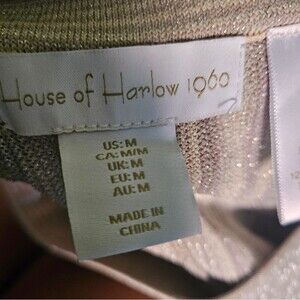 House of Harlow 1960
US:M
CA:M/M
UK:M
EU:M
AU:M
MADE IN
CHINA